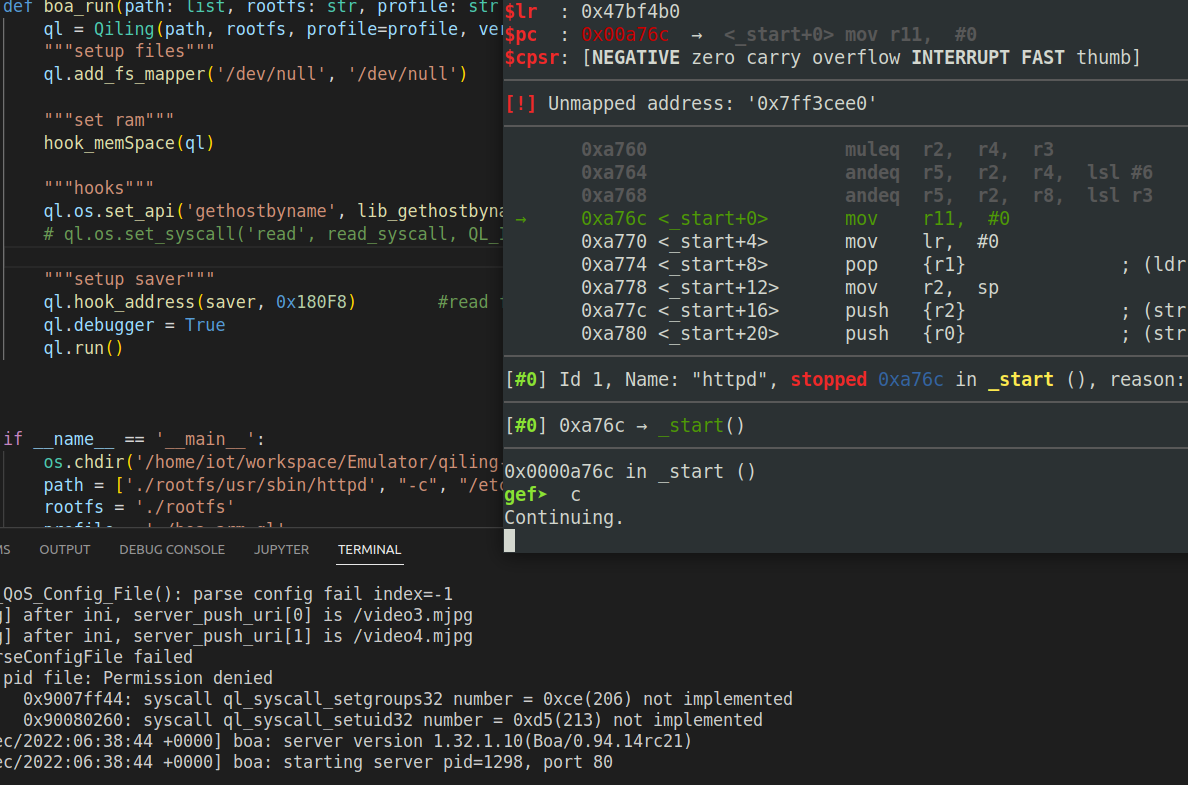 def boa_run(path: list, rootfs: str, profile: str
ql = Qiling(path, rootfs, profile=profile, ver
"""setup files"""
ql.add_fs_mapper('/dev/null', '/dev/null')
"""set ram"""
hook_memSpace(ql)
"""hooks"""
ql.os.set_api('gethostbyname', lib_gethostbyna
# ql.os.set_syscall('read', read_syscall, QL_I
"""setup saver"""
ql.hook_address(saver, 0x180F8) #read f
ql.debugger = True
ql.run()
if __name__ == '__main__':
os.chdir('/home/iot/workspace/Emulator/qiling-
path = ['./rootfs/usr/sbin/httpd', "-c", "/etc
rootfs = './rootfs'
profile = './boa_arm.ql'
$lr : 0x47bf4b0
$pc : 0x00a76c → <_start+0> mov r11, #0
$cpsr: [NEGATIVE zero carry overflow INTERRUPT FAST thumb]
[!] Unmapped address: '0x7ff3cee0'
0xa760 muleq r2, r4, r3
0xa764 andeq r5, r2, r4, lsl #6
0xa768 andeq r5, r2, r8, lsl r3
→ 0xa76c <_start+0> mov r11, #0
0xa770 <_start+4> mov lr, #0
0xa774 <_start+8> pop {r1} ; (ldr
0xa778 <_start+12> mov r2, sp
0xa77c <_start+16> push {r2} ; (str
0xa780 <_start+20> push {r0} ; (str
[#0] Id 1, Name: "httpd", stopped 0xa76c in _start (), reason:
[#0] 0xa76c → _start()
0x0000a76c in _start ()
gef➤ c
Continuing.
MS OUTPUT DEBUG CONSOLE JUPYTER TERMINAL
_QoS_Config_File(): parse config fail index=-1
g] after ini, server_push_uri[0] is /video3.mjpg
g] after ini, server_push_uri[1] is /video4.mjpg
rseConfigFile failed
pid file: Permission denied
0x9007ff44: syscall ql_syscall_setgroups32 number = 0xce(206) not implemented
0x90080260: syscall ql_syscall_setuid32 number = 0xd5(213) not implemented
ec/2022:06:38:44 +0000] boa: server version 1.32.1.10(Boa/0.94.14rc21)
ec/2022:06:38:44 +0000] boa: starting server pid=1298, port 80